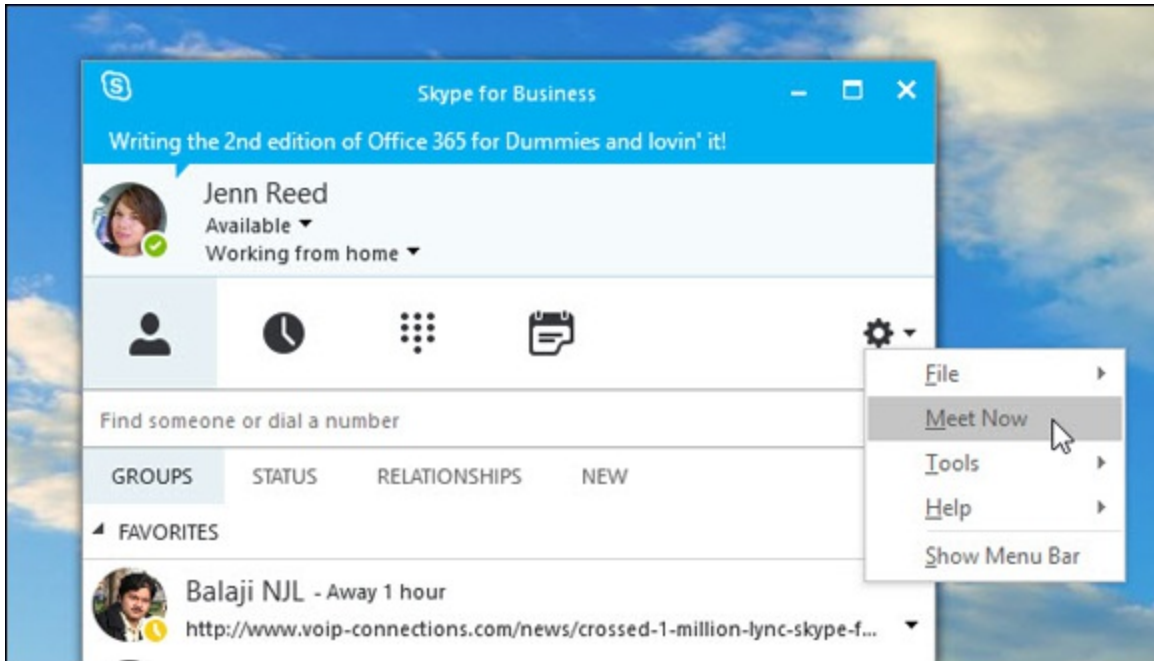 Skype for Business
Writing the 2nd edition of Office 365 for Dummies and lovin' it!
Jenn Reed
Available
Working from home
File
Meet Now
Tools
Help
Show Menu Bar
Find someone or dial a number
GROUPS STATUS RELATIONSHIPS NEW
FAVORITES
Balaji NJL - Away 1 hour
http://www.voip-connections.com/news/crossed-1-million-lync-skype-f...